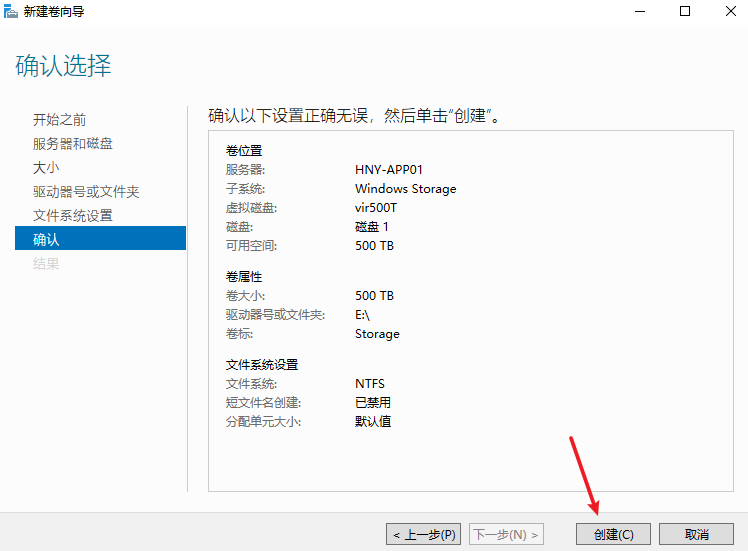 新建卷向导
确认选择
开始之前
服务器和磁盘
大小
驱动器号或文件夹
文件系统设置
确认
结果
确认以下设置正确无误，然后单击“创建”。
卷位置
服务器: HNY-APP01
子系统: Windows Storage
虚拟磁盘: vir500T
磁盘: 磁盘 1
可用空间: 500 TB
卷属性
卷大小: 500 TB
驱动器号或文件夹: E:\
卷标: Storage
文件系统设置
文件系统: NTFS
短文件名创建: 已禁用
分配单元大小: 默认值
< 上一步(P) 下一步(N) > 创建(C) 取消